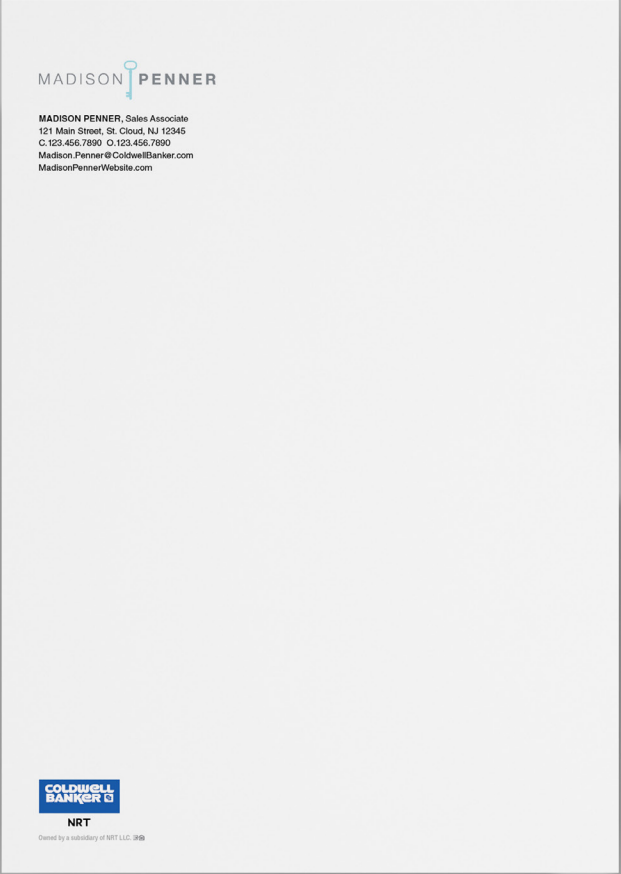 MADISON PENNER
MADISON PENNER, Sales Associate
121 Main Street, St. Cloud, NJ 12345
C.123.456.7890 O.123.456.7890
Madison.Penner@ColdwellBanker.com
MadisonPennerWebsite.com
COLDWELL
BANKER
NRT
Owned by a subsidiary of NRT LLC.